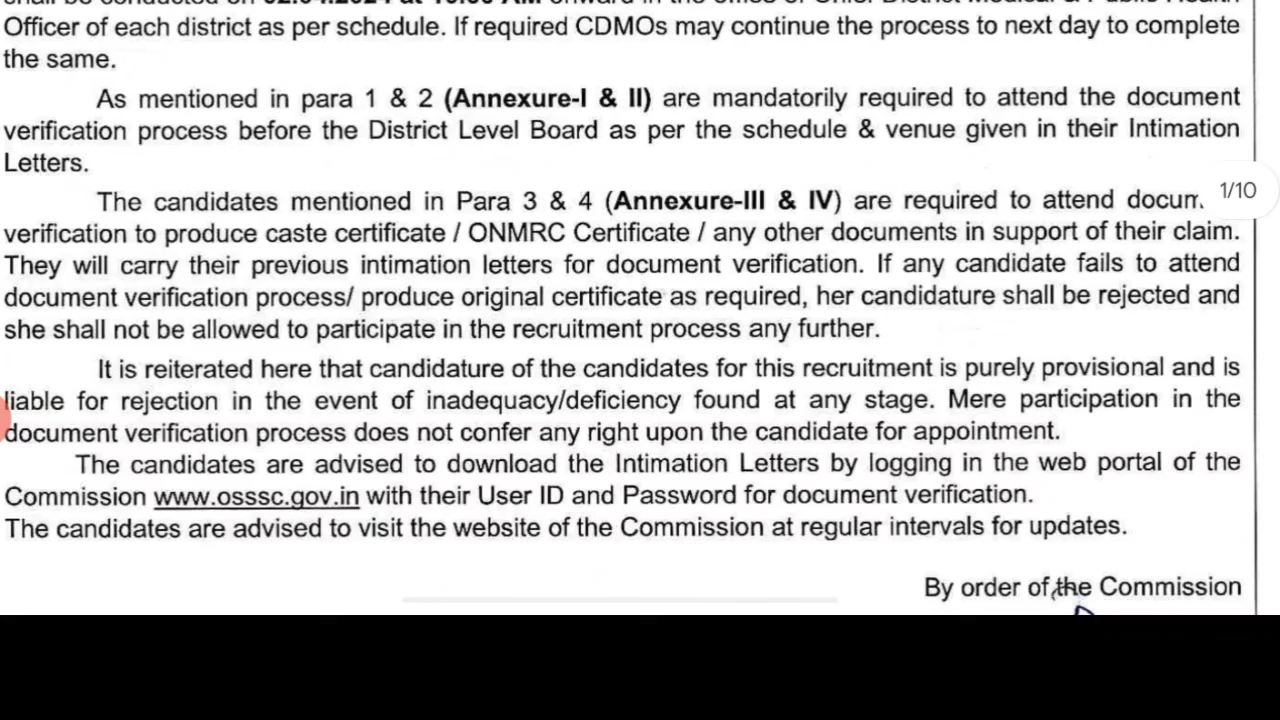 Officer of each district as per schedule. If required CDMOs may continue the process to next day to complete
the same.
As mentioned in para 1 & 2 (Annexure-I & II) are mandatorily required to attend the document
verification process before the District Level Board as per the schedule & venue given in their Intimation
Letters.
The candidates mentioned in Para 3 & 4 (Annexure-III & IV) are required to attend
verification to produce caste certificate / ONMRC Certificate / any other documents in support of their claim.
They will carry their previous intimation letters for document verification. If any candidate fails to attend
document verification process/ produce original certificate as required, her candidature shall be rejected and
she shall not be allowed to participate in the recruitment process any further.
It is reiterated here that candidature of the candidates for this recruitment is purely provisional and is
liable for rejection in the event of inadequacy/deficiency found at any stage. Mere participation in the
document verification process does not confer any right upon the candidate for appointment.
The candidates are advised to download the Intimation Letters by logging in the web portal of the
Commission www.osssc.gov.in with their User ID and Password for document verification.
The candidates are advised to visit the website of the Commission at regular intervals for updates.
By order of the Commission
1/10